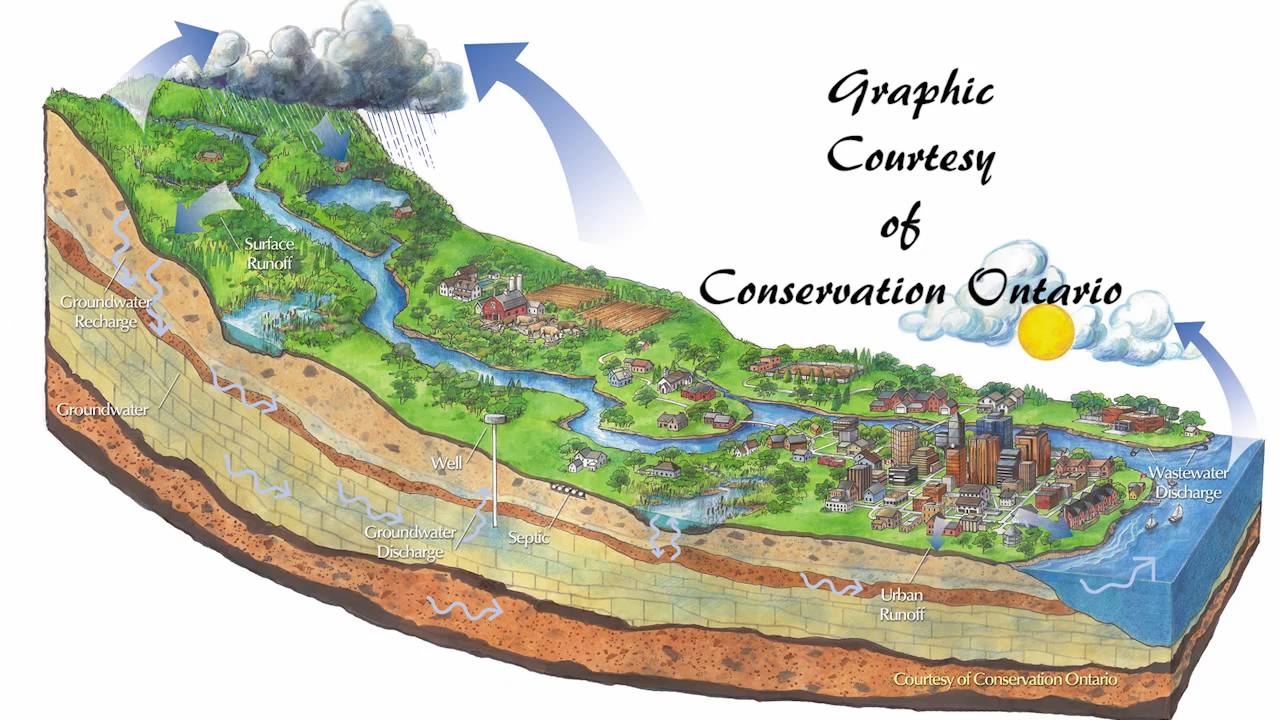 Graphic
Courtesy
of
Conservation Ontario
Surface
Runoff
Groundwater
Recharge
Groundwater
Well
Groundwater
Discharge
Septic
Wastewater
Discharge
Urban
Runoff
Courtesy of Conservation Ontario